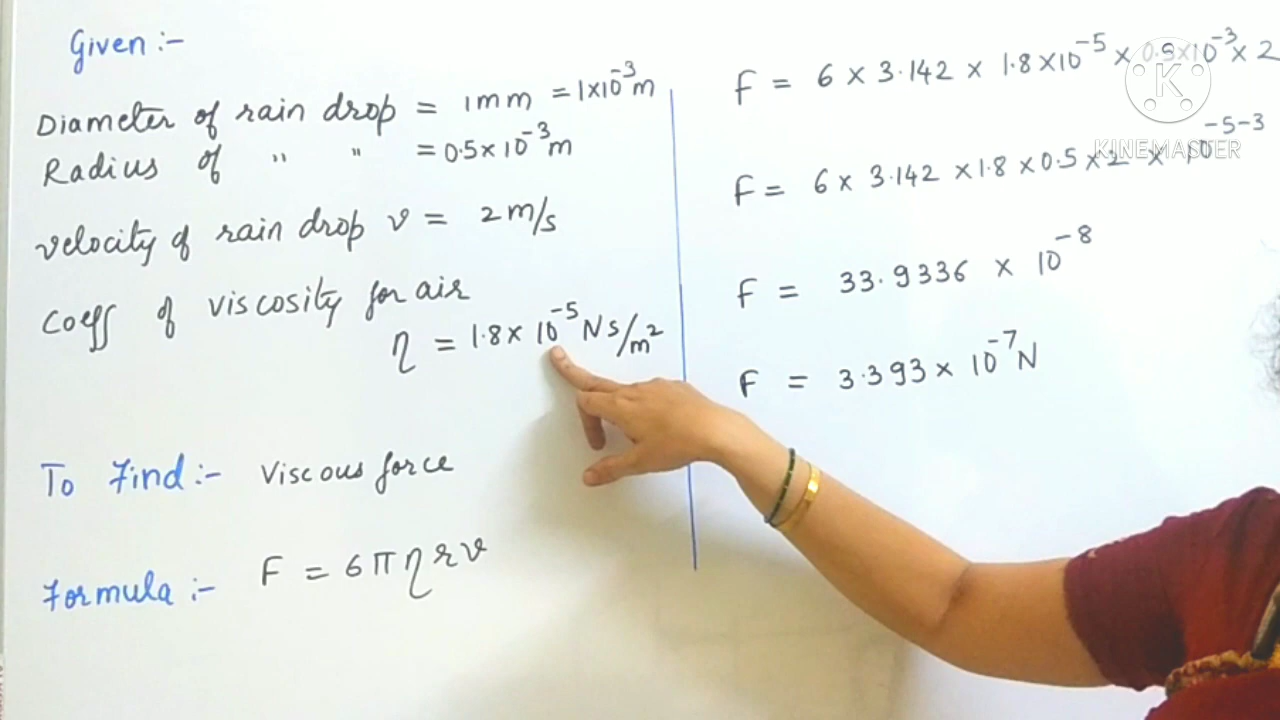 Given :-
Diameter of rain drop = 1mm = 1×10⁻³m
Radius of " " = 0.5×10⁻³m
velocity of rain drop v = 2m/s
Coeff of viscosity for air
η = 1.8× 10⁻⁵ Ns/m²
To Find :- Viscous force
Formula :- F = 6πηrv
F = 6 × 3.142 × 1.8×10⁻⁵ × 0.5×10⁻³× 2
F = 6× 3.142 ×1.8×0.5×2 × 10⁻⁵⁻³
F = 33.9336 × 10⁻⁸
F = 3.393× 10⁻⁷N
K
KINEMASTER